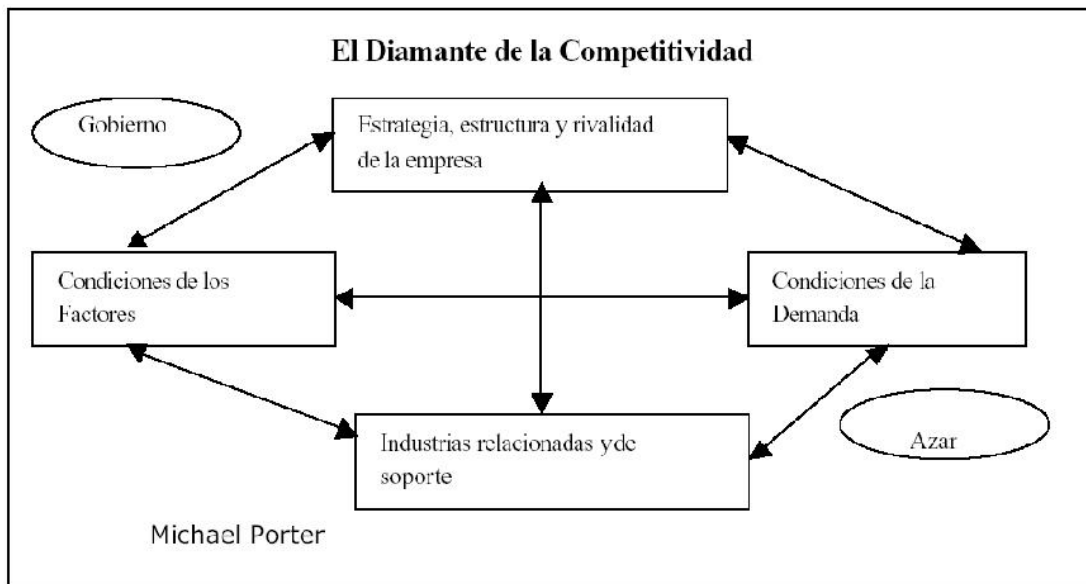 El Diamante de la Competitividad
Gobierno
Estrategia, estructura y rivalidad
de la empresa
Condiciones de los
Factores
Condiciones de la
Demanda
Industrias relacionadas yde
soporte
Azar
Michael Porter